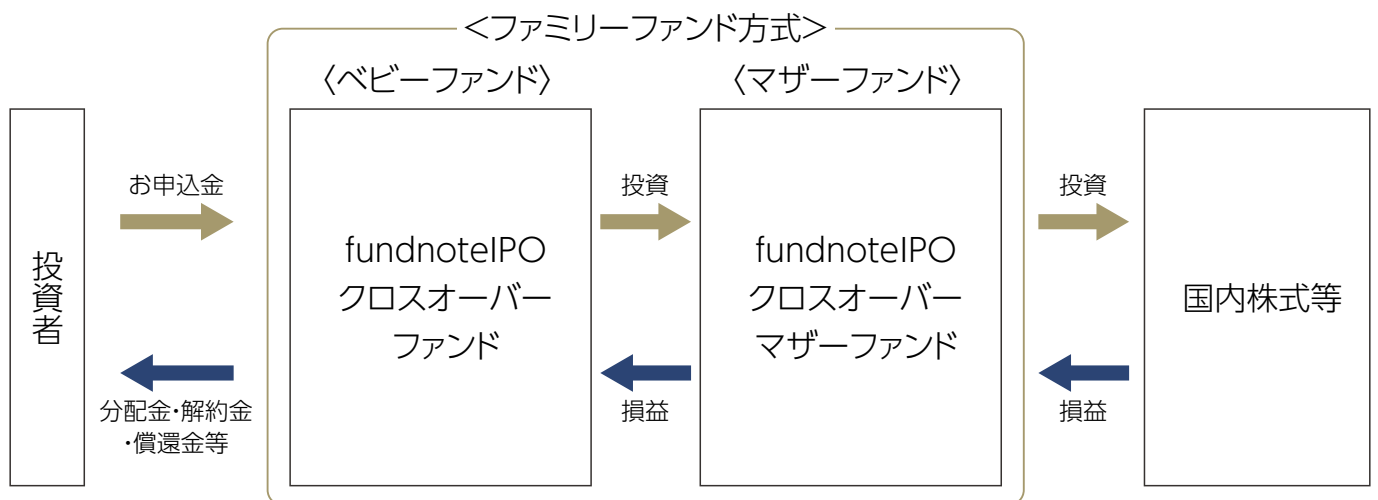 <ファミリーファンド方式>
〈ベビーファンド〉
〈マザーファンド〉
投資者
お申込金
分配金・解約金
・償還金等
fundnoteIPO
クロスオーバー
ファンド
投資
損益
fundnoteIPO
クロスオーバー
マザーファンド
投資
損益
国内株式等